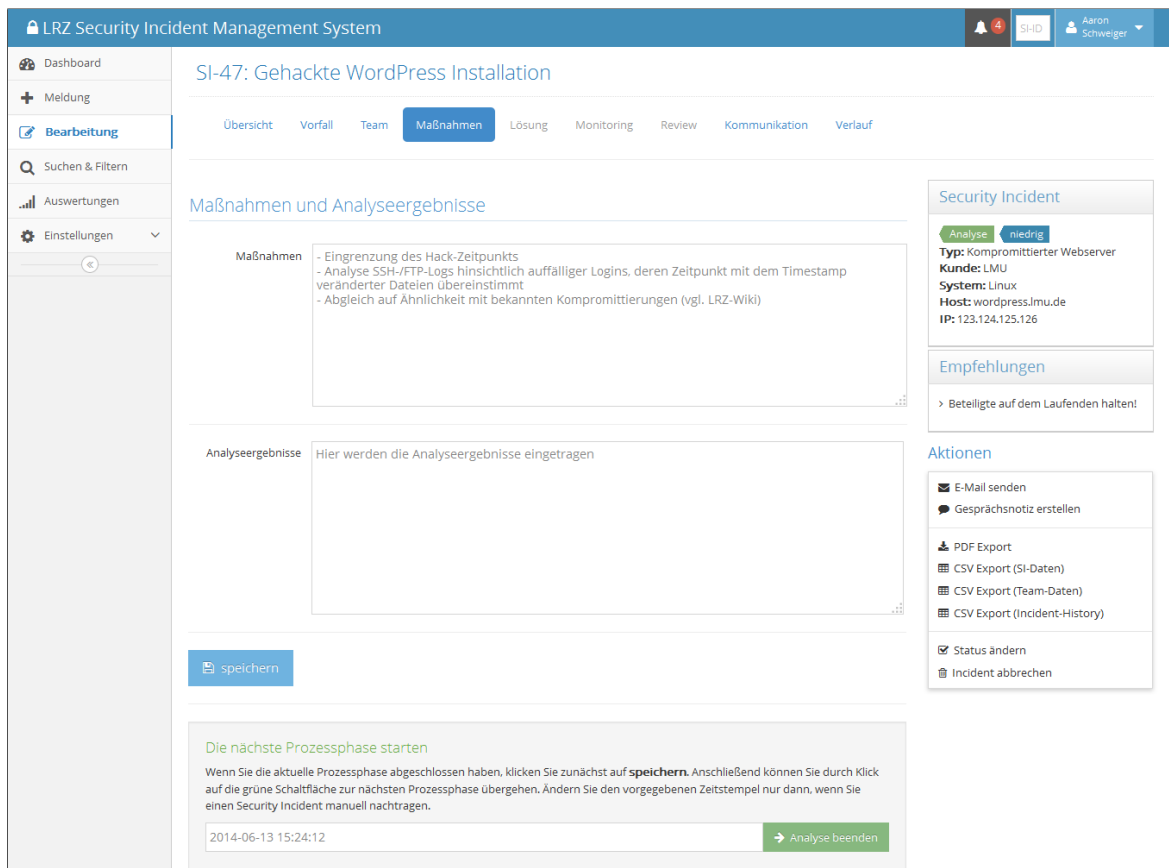 LRZ Security Incident Management System
4
SI-ID
Aaron
Schweiger
Dashboard
Meldung
Bearbeitung
Suchen & Filtern
Auswertungen
Einstellungen
SI-47: Gehackte WordPress Installation
Übersicht Vorfall Team Maßnahmen Lösung Monitoring Review Kommunikation Verlauf
Maßnahmen und Analyseergebnisse
Maßnahmen
- Eingrenzung des Hack-Zeitpunkts
- Analyse SSH-/FTP-Logs hinsichtlich auffälliger Logins, deren Zeitpunkt mit dem Timestamp
veränderter Dateien übereinstimmt
- Abgleich auf Ähnlichkeit mit bekannten Kompromittierungen (vgl. LRZ-Wiki)
Analyseergebnisse
Hier werden die Analyseergebnisse eingetragen
speichern
Die nächste Prozessphase starten
Wenn Sie die aktuelle Prozessphase abgeschlossen haben, klicken Sie zunächst auf speichern. Anschließend können Sie durch Klick
auf die grüne Schaltfläche zur nächsten Prozessphase übergehen. Ändern Sie den vorgegebenen Zeitstempel nur dann, wenn Sie
einen Security Incident manuell nachtragen.
2014-06-13 15:24:12
Analyse beenden
Security Incident
Analyse niedrig
Typ: Kompromittierter Webserver
Kunde: LMU
System: Linux
Host: wordpress.lmu.de
IP: 123.124.125.126
Empfehlungen
Beteiligte auf dem Laufenden halten!
Aktionen
E-Mail senden
Gesprächsnotiz erstellen
PDF Export
CSV Export (SI-Daten)
CSV Export (Team-Daten)
CSV Export (Incident-History)
Status ändern
Incident abbrechen